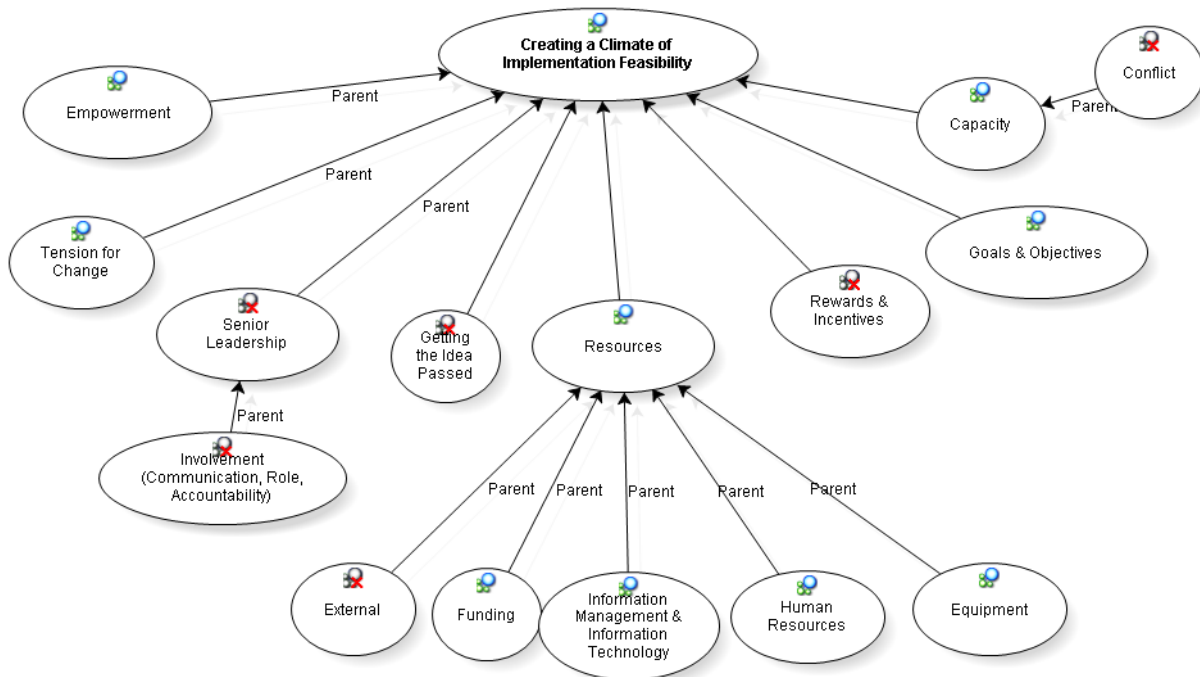 Creating a Climate of
Implementation Feasibility
Conflict
Empowerment
Parent
Parent
Capacity
Parent
Tension for
Change
Parent
Goals & Objectives
Senior
Leadership
Getting
the Idea
Passed
Resources
Rewards &
Incentives
Parent
Involvement
(Communication, Role,
Accountability)
Parent
Parent
Parent
Parent
Parent
External
Funding
Information
Management &
Information
Technology
Human
Resources
Equipment